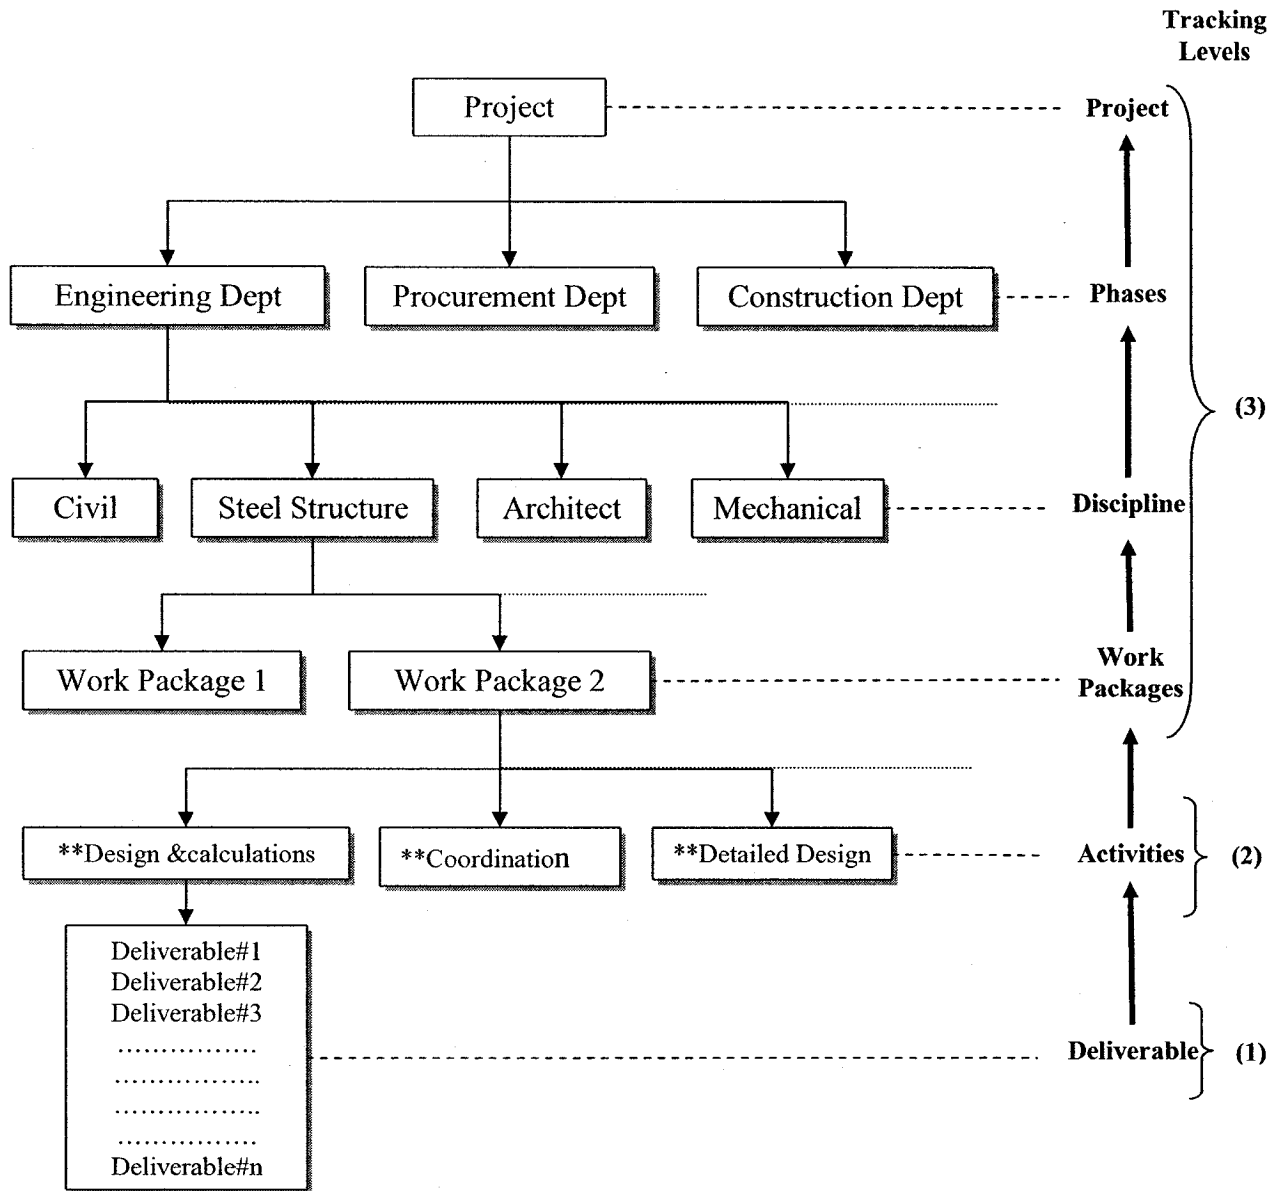 Tracking
Levels
Project
Project
Engineering Dept
Procurement Dept
Construction Dept
Phases
(3)
Civil
Steel Structure
Architect
Mechanical
Discipline
Work Package 1
Work Package 2
Work
Packages
**Design &calculations
**Coordination
**Detailed Design
Activities
(2)
Deliverable#1
Deliverable#2
Deliverable#3
...............
.................
.................
................
Deliverable#n
Deliverable
(1)